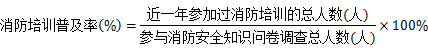 消防培训普及率(%) = 近一年参加过消防培训的总人数(人) / 参与消防安全知识问卷调查总人数(人) × 100%